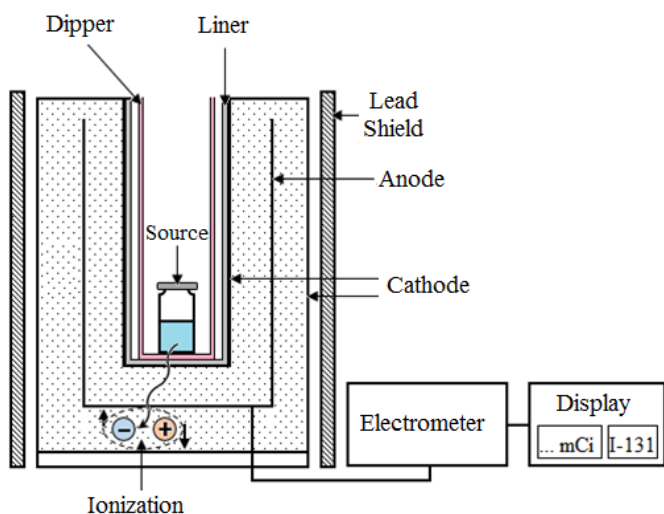 Dipper
Liner
Lead
Shield
Anode
Source
Cathode
Electrometer
Display
... mCi
I-131
−
+
Ionization